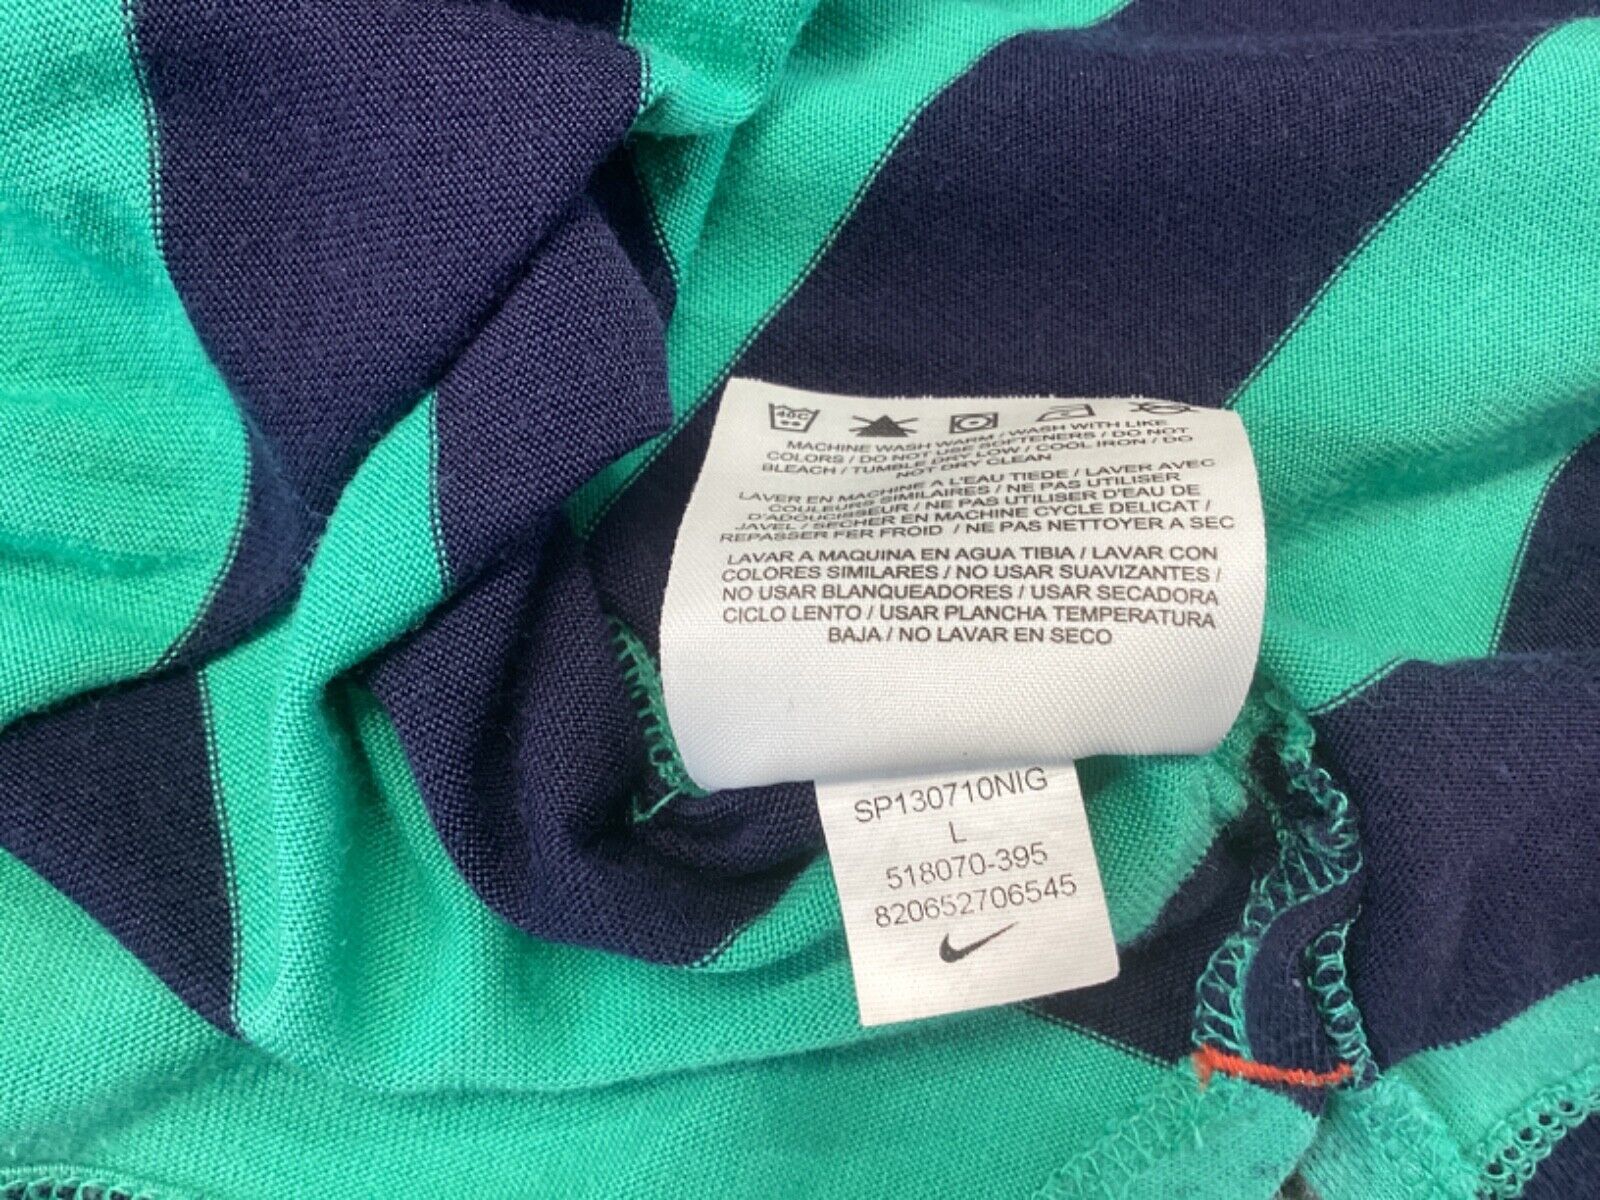 40C
MACHINE WASH WARM / WASH WITH LIKE
COLORS / DO NOT USE SOFTENERS / DO NOT
BLEACH / TUMBLE DRY LOW / COOL IRON / DO
NOT DRY CLEAN
LAVER EN MACHINE A L'EAU TIEDE / LAVER AVEC
COULEURS SIMILAIRES / NE PAS UTILISER
D'ADOUCISSEUR / NE PAS UTILISER D'EAU DE
JAVEL / SECHER EN MACHINE CYCLE DELICAT /
REPASSER FER FROID / NE PAS NETTOYER A SEC
LAVAR A MAQUINA EN AGUA TIBIA / LAVAR CON
COLORES SIMILARES / NO USAR SUAVIZANTES /
NO USAR BLANQUEADORES / USAR SECADORA
CICLO LENTO / USAR PLANCHA TEMPERATURA
BAJA / NO LAVAR EN SECO
SP130710NIG
L
518070-395
820652706545